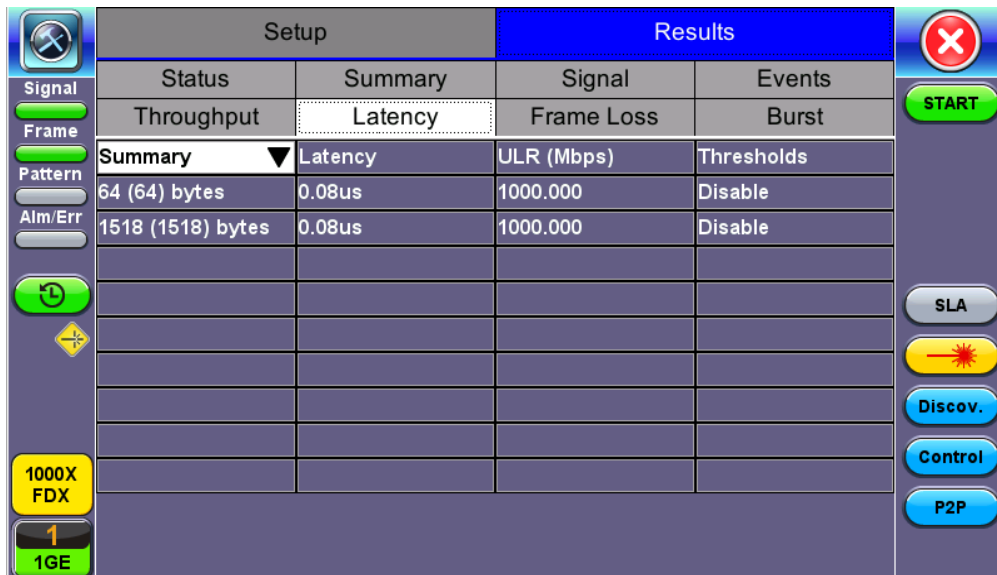 Setup Results
Status Summary Signal Events
Throughput Latency Frame Loss Burst
Summary Latency ULR (Mbps) Thresholds
64 (64) bytes 0.08us 1000.000 Disable
1518 (1518) bytes 0.08us 1000.000 Disable
Signal
Frame
Pattern
Alm/Err
1000X
FDX
1
1GE
START
SLA
Discov.
Control
P2P